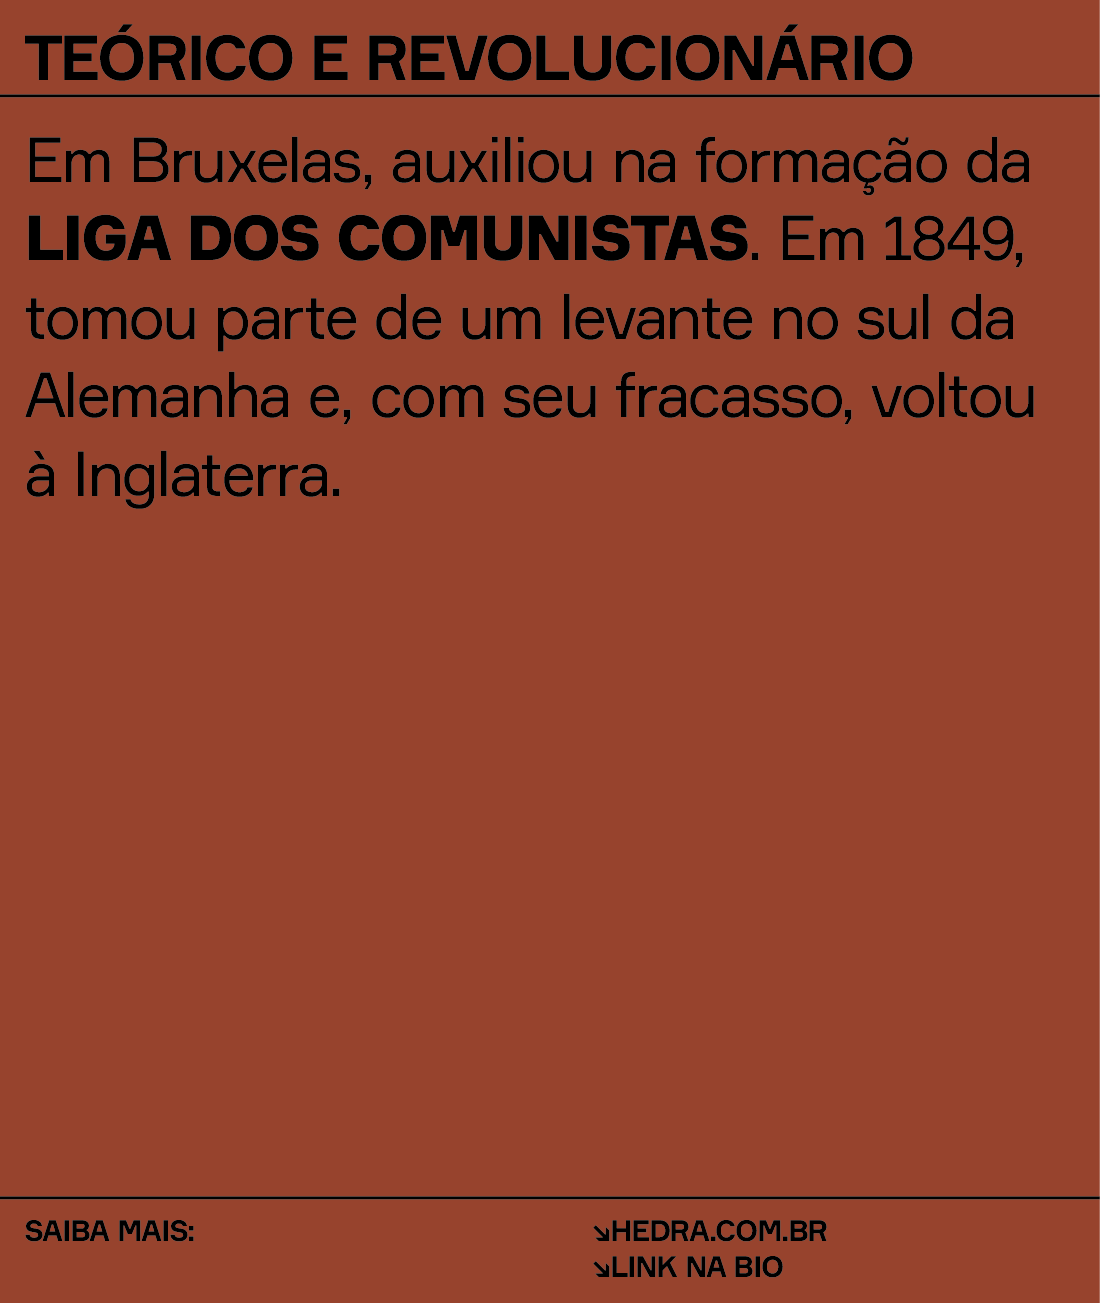 TEÓRICO E REVOLUCIONÁRIO
Em Bruxelas, auxiliou na formação da
LIGA DOS COMUNISTAS. Em 1849,
tomou parte de um levante no sul da
Alemanha e, com seu fracasso, voltou
à Inglaterra.
SAIBA MAIS:
↘HEDRA.COM.BR
↘LINK NA BIO